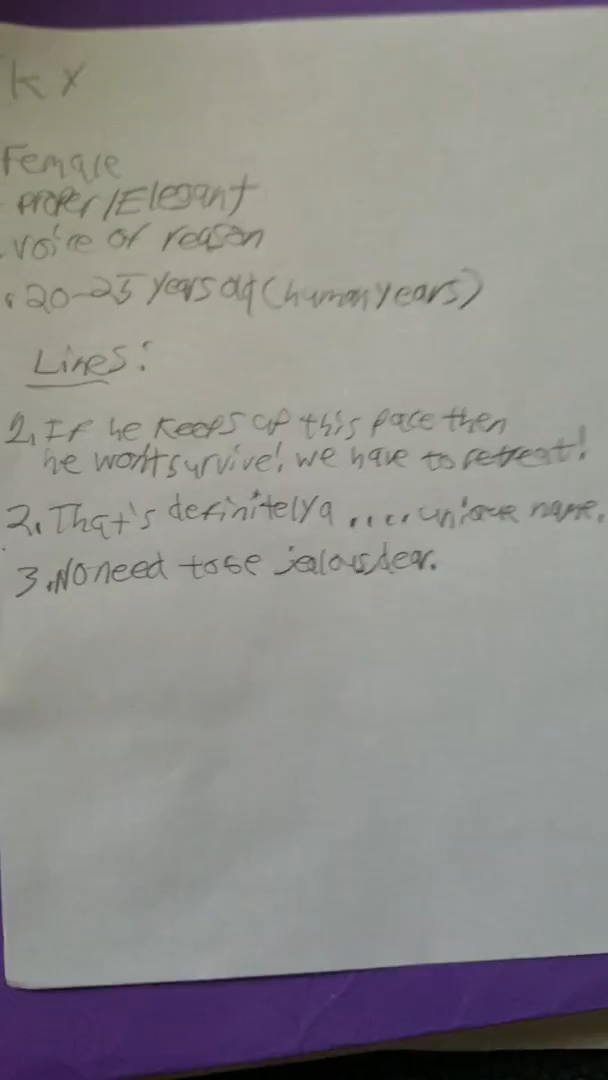 K x
Female
- Proper/Elegant
. voice of reason
• 20-25 years old (human years)
Lines:
1. If he keeps up this pace then
he won't survive! we have to retreat!
2. That's definitely a .... unique name.
3. No need to be jealous dear.